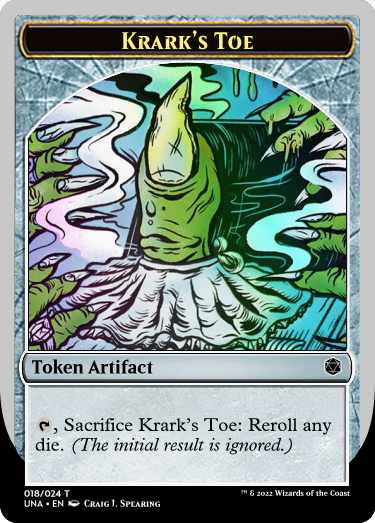 Krark's Toe
Token Artifact
, Sacrifice Krark's Toe: Reroll any
die. (The initial result is ignored.)
018/024 T
UNA • EN Craig J. Spearing
™ & 2022 Wizards of the Coast